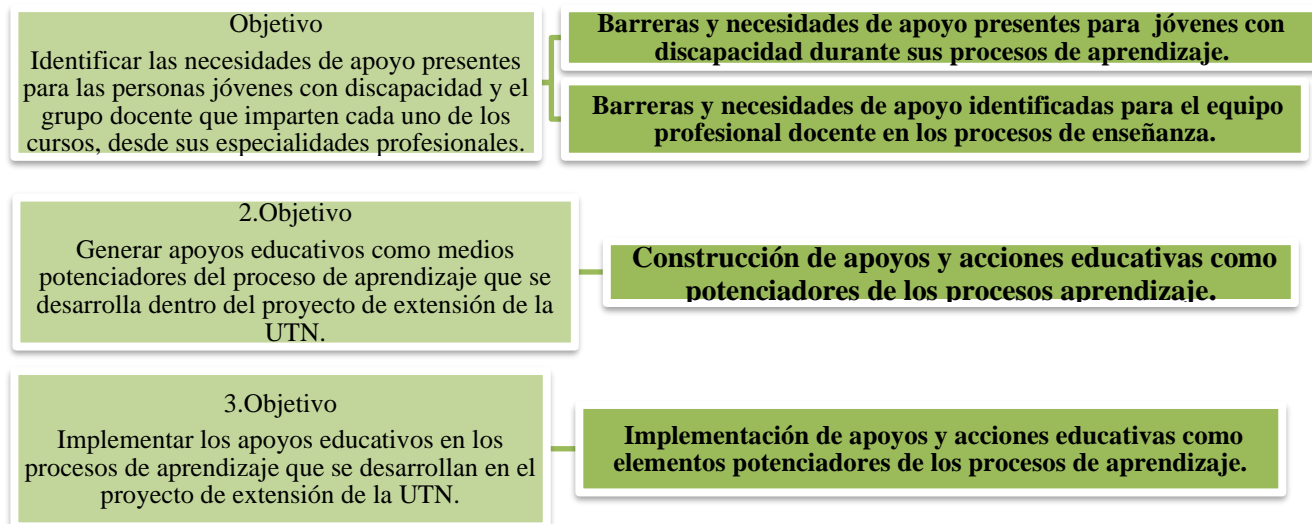 Objetivo
Identificar las necesidades de apoyo presentes
para las personas jóvenes con discapacidad y el
grupo docente que imparten cada uno de los
cursos, desde sus especialidades profesionales.
Barreras y necesidades de apoyo presentes para jóvenes con
discapacidad durante sus procesos de aprendizaje.
Barreras y necesidades de apoyo identificadas para el equipo
profesional docente en los procesos de enseñanza.
2.Objetivo
Generar apoyos educativos como medios
potenciadores del proceso de aprendizaje que se
desarrolla dentro del proyecto de extensión de la
UTN.
Construcción de apoyos y acciones educativas como
potenciadores de los procesos aprendizaje.
3.Objetivo
Implementar los apoyos educativos en los
procesos de aprendizaje que se desarrollan en el
proyecto de extensión de la UTN.
Implementación de apoyos y acciones educativas como
elementos potenciadores de los procesos de aprendizaje.